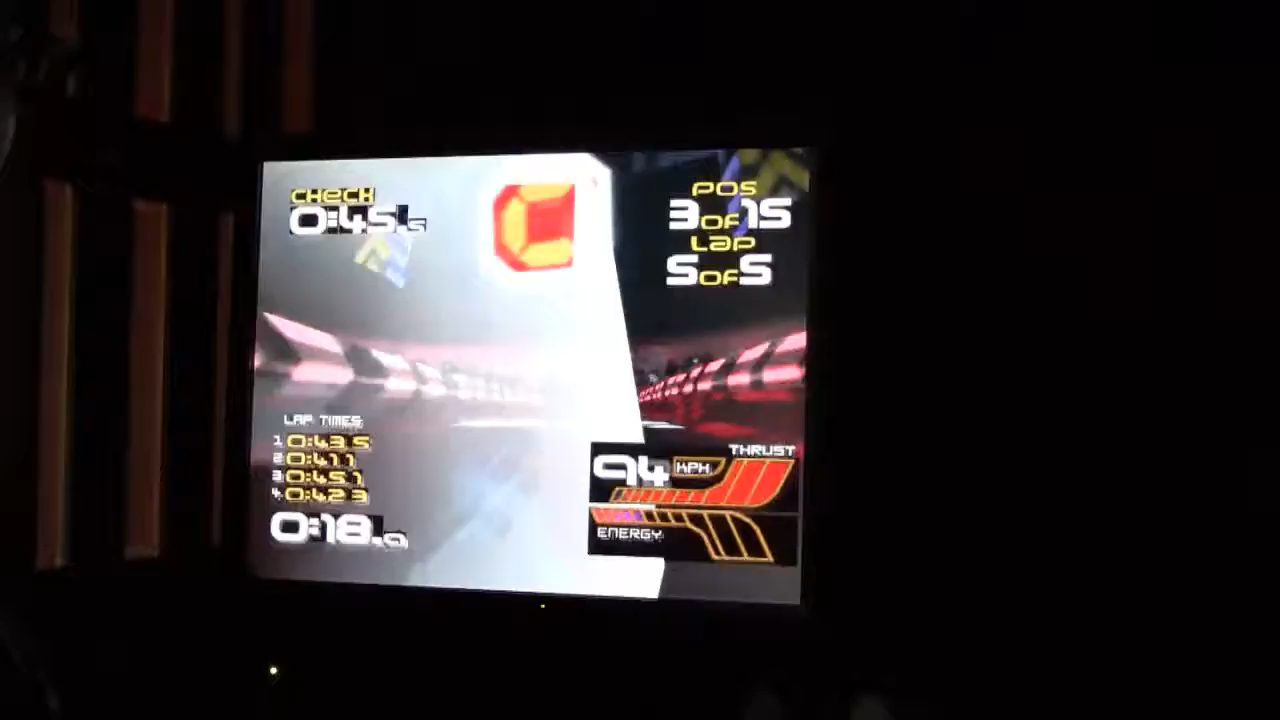 CHECK
0:45.5
C
POS
3 OF 15
LAP
5 OF 5
LAP TIMES
1 0:43.5
2 0:41.1
3 0:45.1
4 0:42.3
0:18.9
THRUST
94 KPH
ENERGY